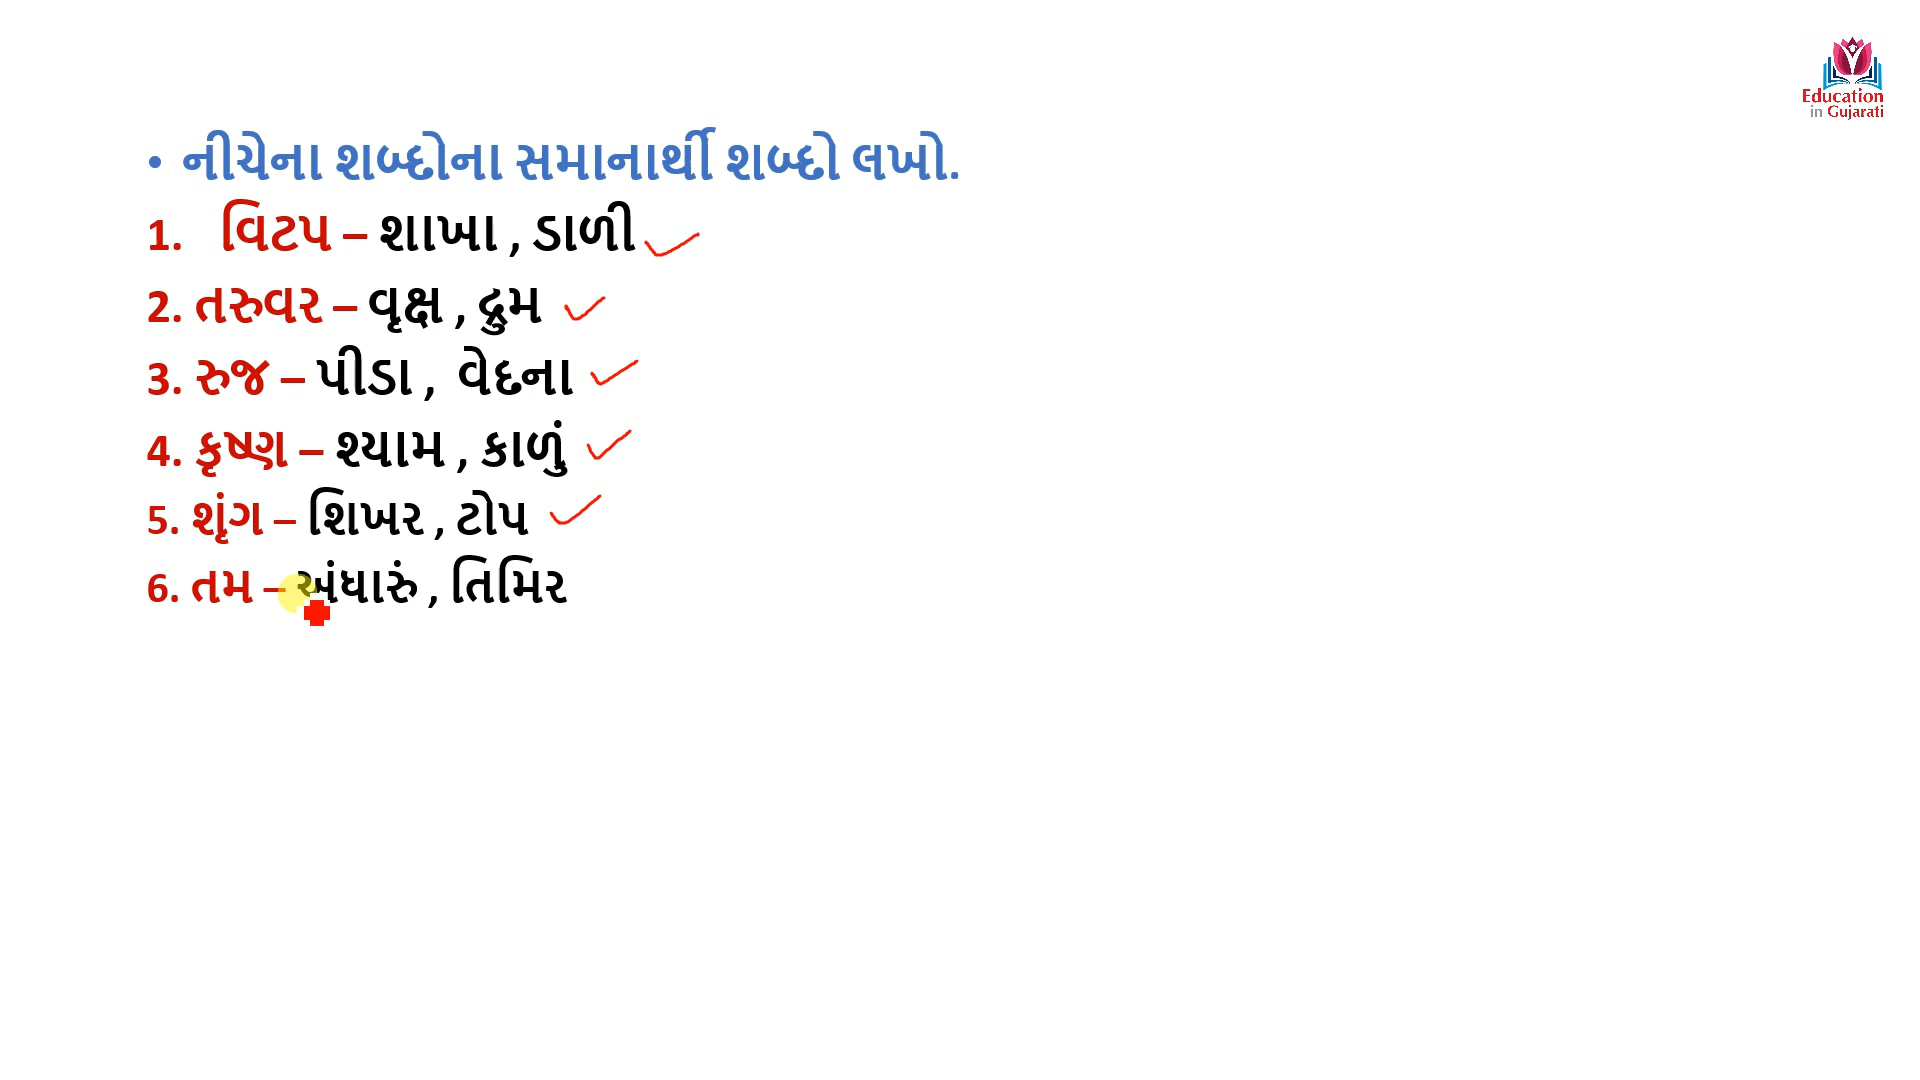 Education
in Gujarati
• નીચેના શબ્દોના સમાનાર્થી શબ્દો લખો.
1. વિટપ – શાખા , ડાળી
2. તરુવર – વૃક્ષ , દ્રુમ
3. રુજ – પીડા , વેદના
4. કૃષ્ણ – શ્યામ , કાળું
5. શૃંગ – શિખર , ટોપ
6. તમ – અંધારું , તિમિર